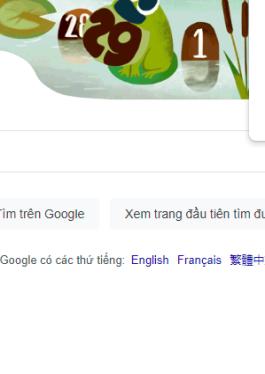 28
29
1
Tìm trên Google
Xem trang đầu tiên tìm đư
Google có các thứ tiếng: English Français 繁體中